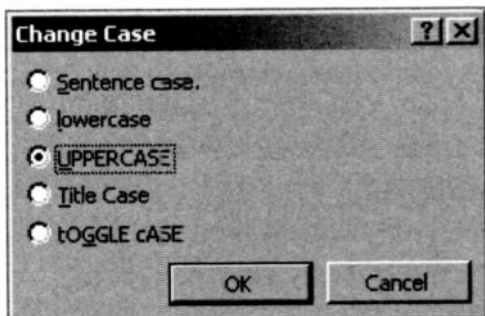 Change Case
Sentence case.
lowercase
UPPERCASE
Title Case
tOGGLE cASE
OK Cancel